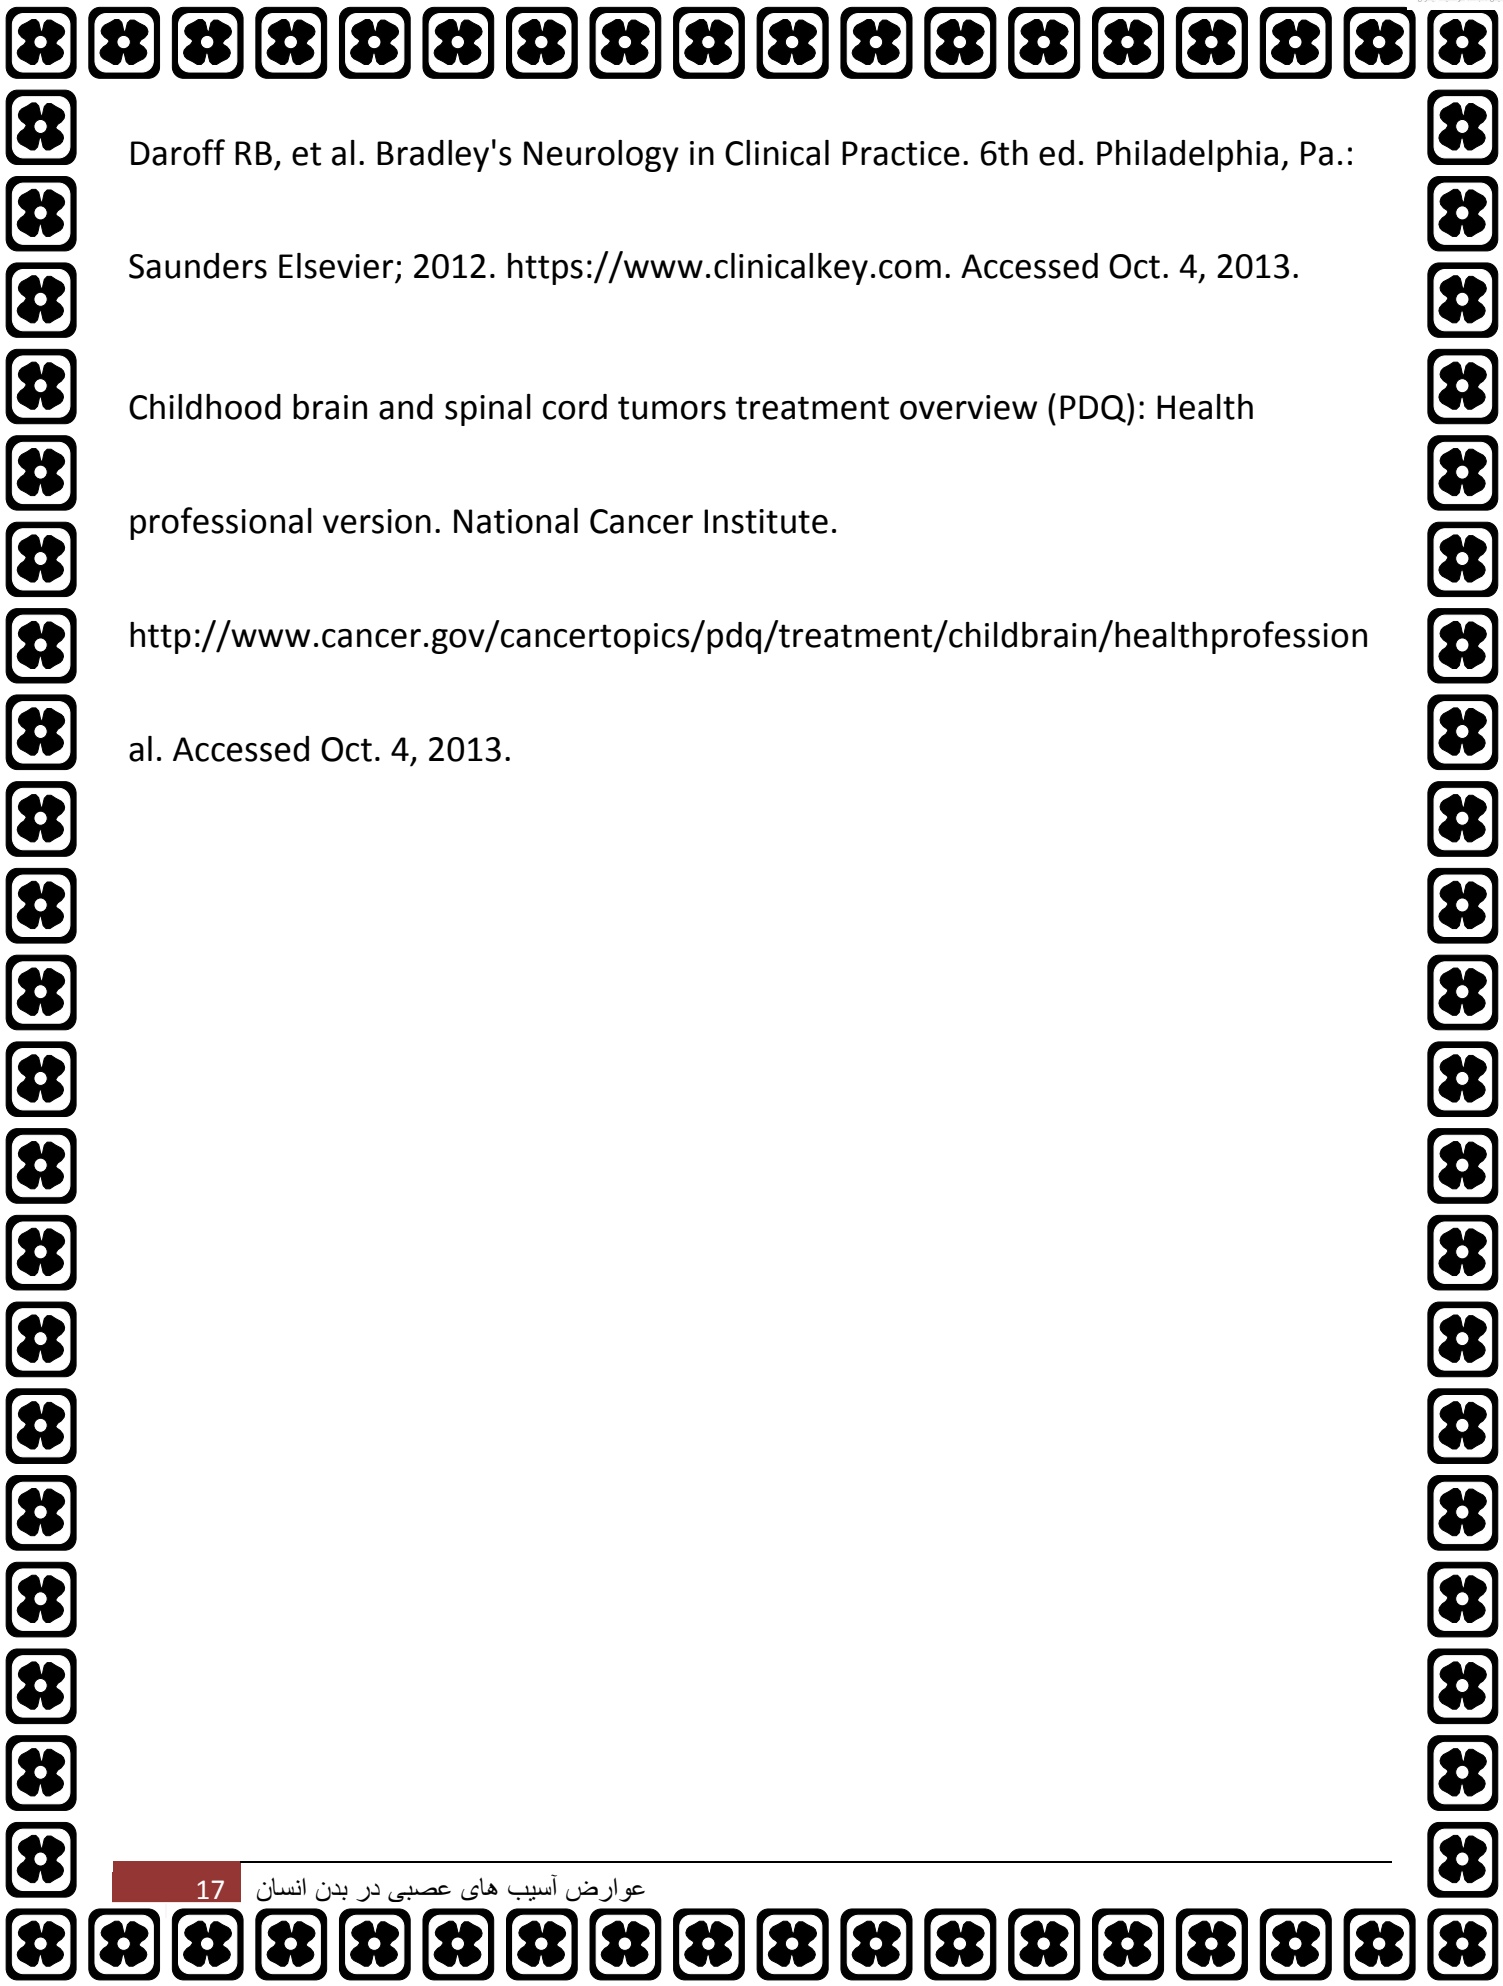 Daroff RB, et al. Bradley's Neurology in Clinical Practice. 6th ed. Philadelphia, Pa.:
Saunders Elsevier; 2012. https://www.clinicalkey.com. Accessed Oct. 4, 2013.
Childhood brain and spinal cord tumors treatment overview (PDQ): Health
professional version. National Cancer Institute.
http://www.cancer.gov/cancertopics/pdq/treatment/childbrain/healthprofession
al. Accessed Oct. 4, 2013.
عوارض آسیب های عصبی در بدن انسان 17